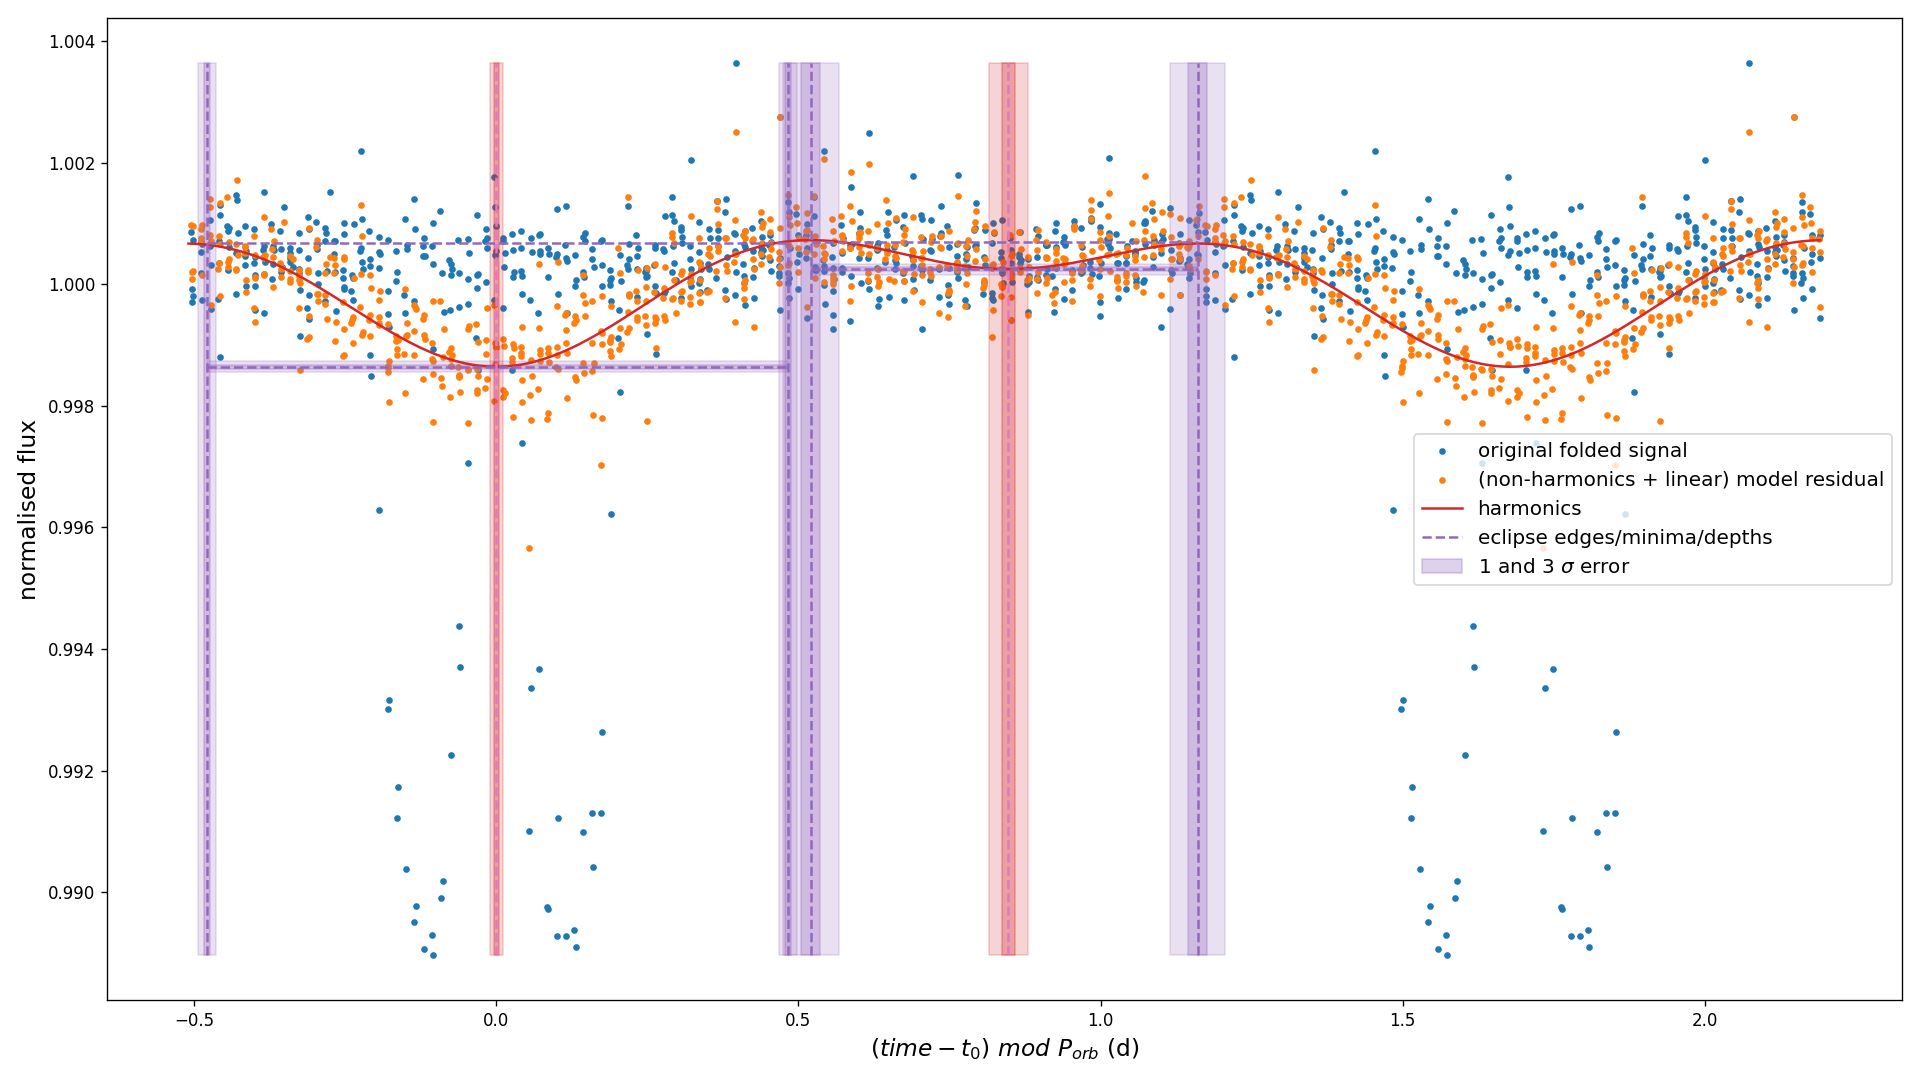 1.004
1.002
1.000
0.998
0.996
0.994
0.992
0.990
normalised flux
original folded signal
(non-harmonics + linear) model residual
harmonics
eclipse edges/minima/depths
1 and 3 σ error
−0.5
0.0
0.5
1.0
1.5
2.0
(time − t₀) mod Pₒᵣb (d)